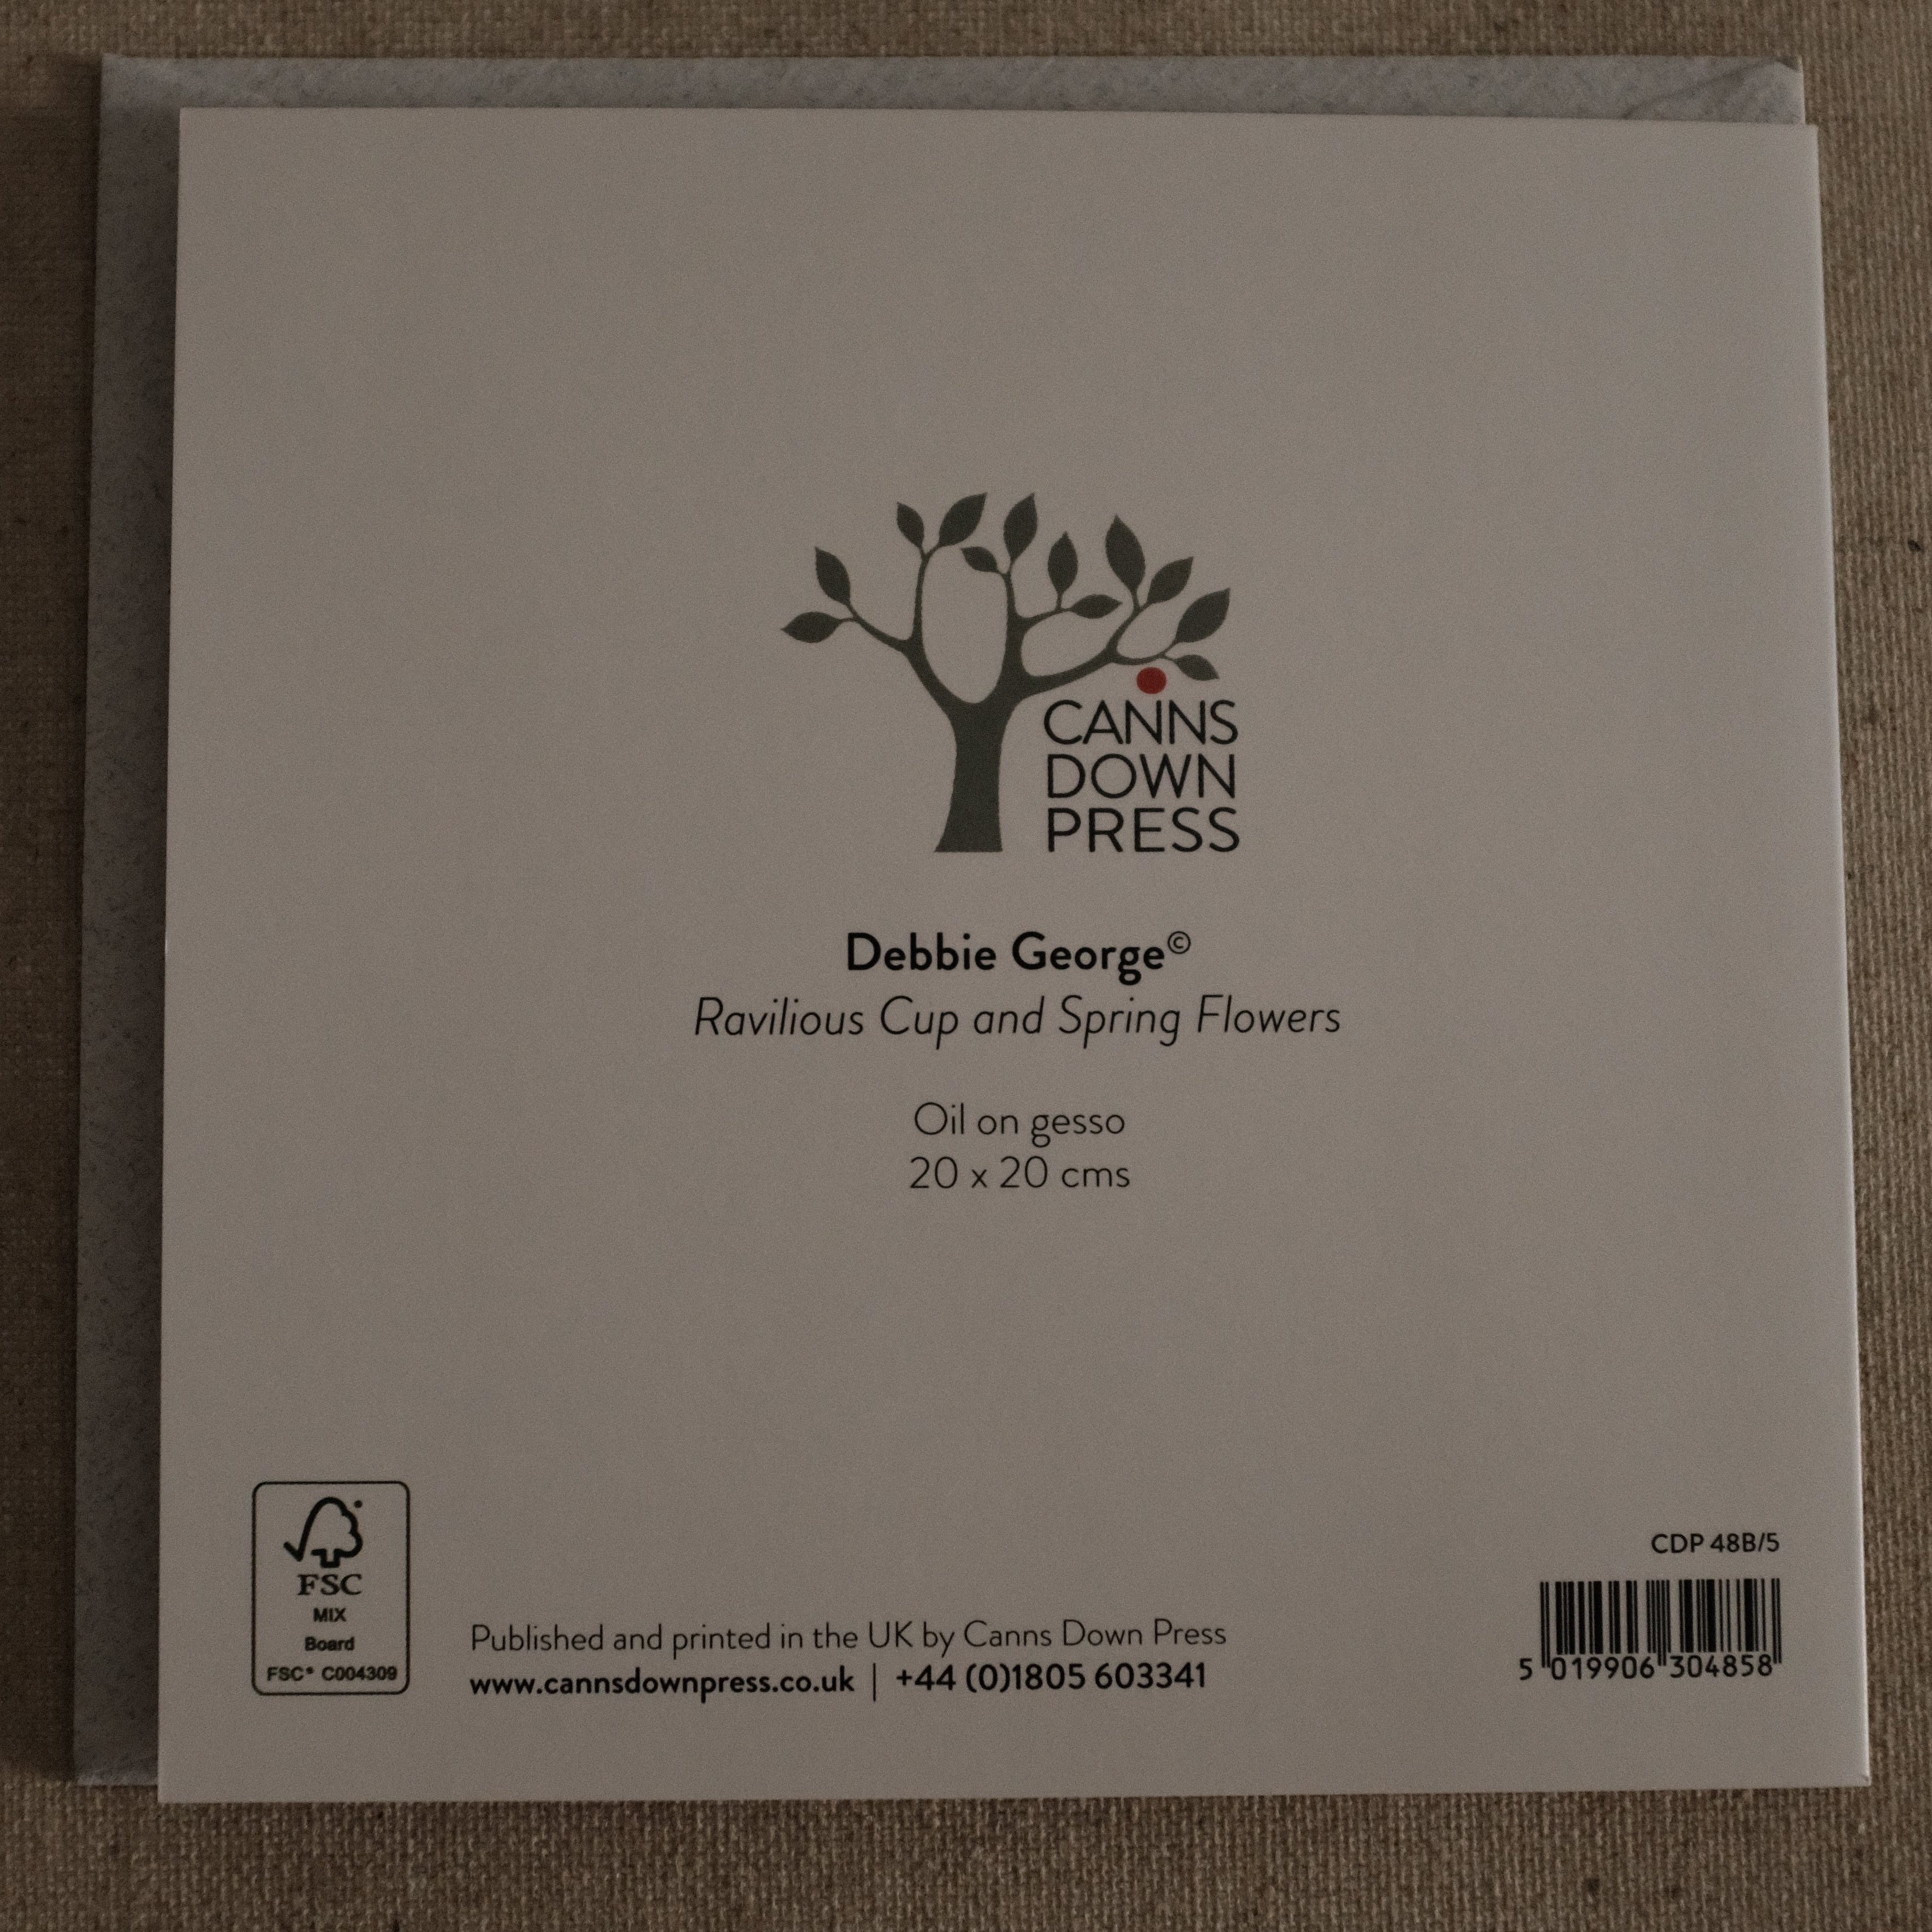 CANNS
DOWN
PRESS
Debbie George©
Ravilious Cup and Spring Flowers
Oil on gesso
20 x 20 cms
FSC
MIX
Board
FSC® C004309
Published and printed in the UK by Canns Down Press
www.cannsdownpress.co.uk | +44 (0)1805 603341
CDP 48B/5
5 019906 304858